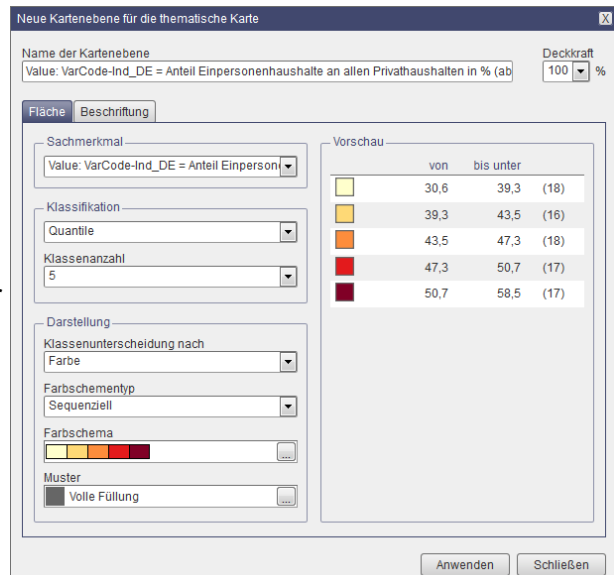 Neue Kartenebene für die thematische Karte X
Name der Kartenebene Deckkraft
Value: VarCode-Ind_DE = Anteil Einpersonenhaushalte an allen Privathaushalten in % (ab 100 %
Fläche Beschriftung
Sachmerkmal
Value: VarCode-Ind_DE = Anteil Einperson
Klassifikation
Quantile
Klassenanzahl
5
Darstellung
Klassenunterscheidung nach
Farbe
Farbschementyp
Sequenziell
Farbschema
...
Muster
Volle Füllung ...
Vorschau
von bis unter
30,6 39,3 (18)
39,3 43,5 (16)
43,5 47,3 (18)
47,3 50,7 (17)
50,7 58,5 (17)
Anwenden Schließen